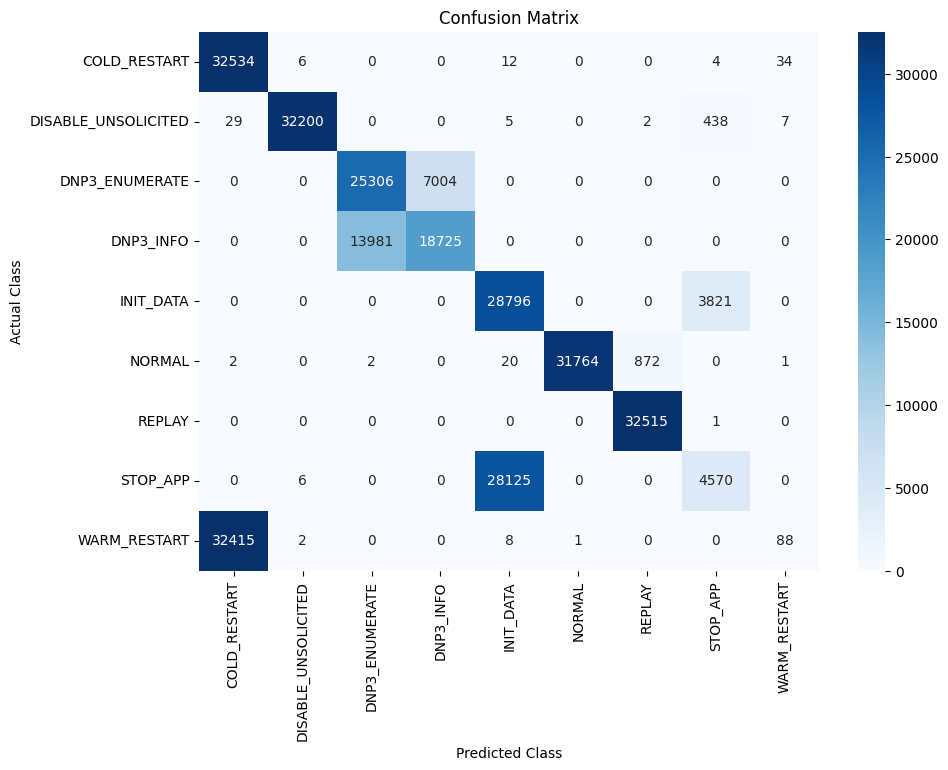 Confusion Matrix
Actual Class
COLD_RESTART 32534 6 0 0 12 0 0 4 34
DISABLE_UNSOLICITED 29 32200 0 0 5 0 2 438 7
DNP3_ENUMERATE 0 0 25306 7004 0 0 0 0 0
DNP3_INFO 0 0 13981 18725 0 0 0 0 0
INIT_DATA 0 0 0 0 28796 0 0 3821 0
NORMAL 2 0 2 0 20 31764 872 0 1
REPLAY 0 0 0 0 0 0 32515 1 0
STOP_APP 0 6 0 0 28125 0 0 4570 0
WARM_RESTART 32415 2 0 0 8 1 0 0 88
COLD_RESTART
DISABLE_UNSOLICITED
DNP3_ENUMERATE
DNP3_INFO
INIT_DATA
NORMAL
REPLAY
STOP_APP
WARM_RESTART
Predicted Class
30000
25000
20000
15000
10000
5000
0